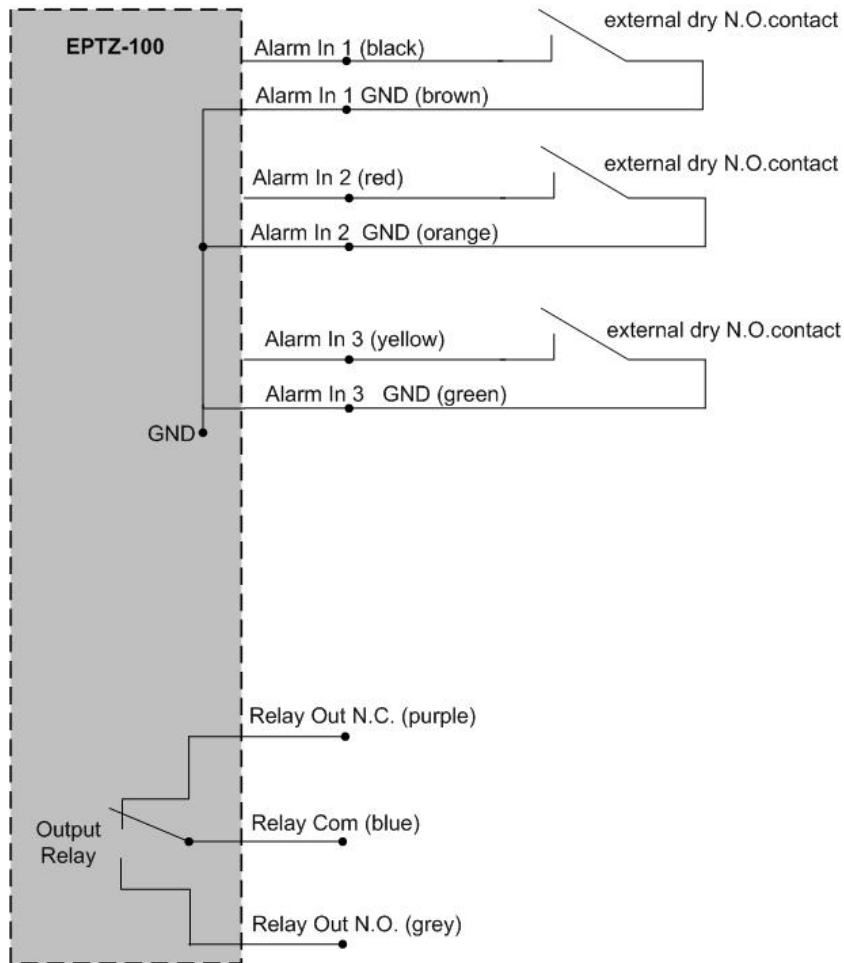 EPTZ-100
external dry N.O.contact
Alarm In 1 (black)
Alarm In 1 GND (brown)
external dry N.O.contact
Alarm In 2 (red)
Alarm In 2 GND (orange)
external dry N.O.contact
Alarm In 3 (yellow)
Alarm In 3 GND (green)
GND
Relay Out N.C. (purple)
Output
Relay
Relay Com (blue)
Relay Out N.O. (grey)